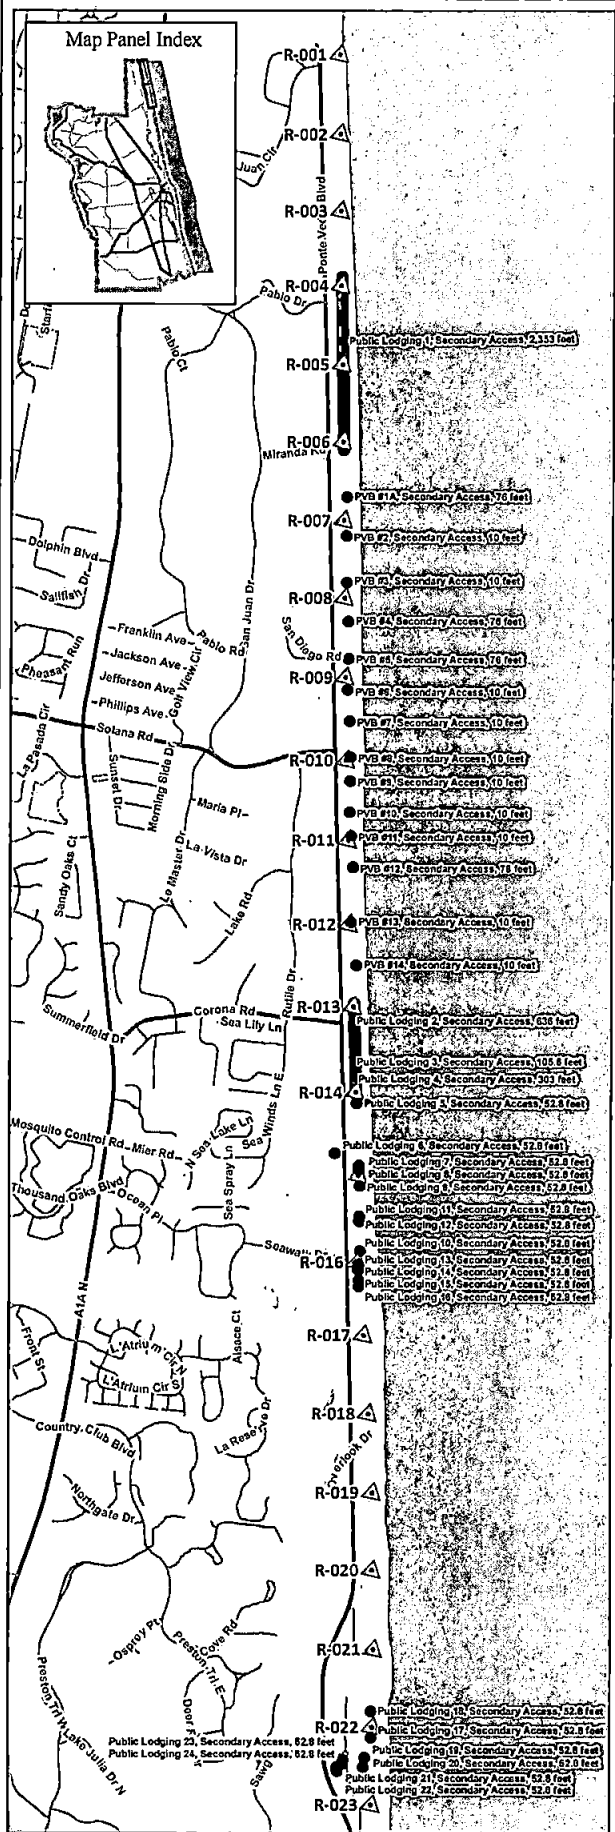 Map Panel Index
R-001
R-002
Juan Cir
R-003
Ponte Vedra Blvd
R-004
Pablo Dr
Public Lodging 1, Secondary Access, 2,353 feet
Pablo Ct
R-005
R-006
Miranda Rd
PVB #1A, Secondary Access, 76 feet
R-007
PVB #2, Secondary Access, 10 feet
Dolphin Blvd
Sailfish Dr
PVB #3, Secondary Access, 10 feet
R-008
San Juan Dr
PVB #4, Secondary Access, 76 feet
Franklin Ave
Pablo Rd
San Diego Rd
Pheasant Run
Jackson Ave
PVB #5, Secondary Access, 76 feet
R-009
Jefferson Ave
Golf View Cir
PVB #6, Secondary Access, 10 feet
Phillips Ave
La Pasada Cir
PVB #7, Secondary Access, 10 feet
Solana Rd
R-010
PVB #8, Secondary Access, 10 feet
Sunset Dr
Morning Side Dr
PVB #9, Secondary Access, 10 feet
Maria Pl
PVB #10, Secondary Access, 10 feet
R-011
PVB #11, Secondary Access, 10 feet
Sandy Oaks Ct
Le Master Dr
La Vista Dr
PVB #12, Secondary Access, 76 feet
Lake Rd
R-012
PVB #13, Secondary Access, 10 feet
PVB #14, Secondary Access, 10 feet
Rutile Dr
R-013
Summerfield Dr
Corona Rd
Sea Lily Ln
Public Lodging 2, Secondary Access, 636 feet
Public Lodging 3, Secondary Access, 105.6 feet
Public Lodging 4, Secondary Access, 303 feet
R-014
Public Lodging 5, Secondary Access, 52.8 feet
Mosquito Control Rd
Mier Rd
N Sea Lake Ln
Sea Winds Ln E
Public Lodging 6, Secondary Access, 52.8 feet
Public Lodging 7, Secondary Access, 52.8 feet
Public Lodging 8, Secondary Access, 52.8 feet
Public Lodging 9, Secondary Access, 52.8 feet
Thousand Oaks Blvd
Ocean Pl
Sea Spray Ln
Public Lodging 11, Secondary Access, 52.8 feet
Public Lodging 12, Secondary Access, 52.8 feet
Seawalk Dr
Public Lodging 10, Secondary Access, 52.8 feet
R-016
Public Lodging 13, Secondary Access, 52.8 feet
Public Lodging 14, Secondary Access, 52.8 feet
Public Lodging 15, Secondary Access, 52.8 feet
Public Lodging 16, Secondary Access, 52.8 feet
A1A N
Front St
L'Atrium Cir N
Alsace Ct
R-017
L'Atrium Cir S
La Reserve Dr
R-018
Country Club Blvd
Overlook Dr
R-019
Northgate Dr
R-020
Osprey Pt
Preston Trl E
Cove Rd
R-021
Preston Trl W
Lake Julia Dr N
Public Lodging 18, Secondary Access, 52.8 feet
R-022
Public Lodging 17, Secondary Access, 52.8 feet
Public Lodging 23, Secondary Access, 52.8 feet
Public Lodging 24, Secondary Access, 52.8 feet
Public Lodging 19, Secondary Access, 52.8 feet
Public Lodging 20, Secondary Access, 52.8 feet
Public Lodging 21, Secondary Access, 52.8 feet
Public Lodging 22, Secondary Access, 52.8 feet
R-023